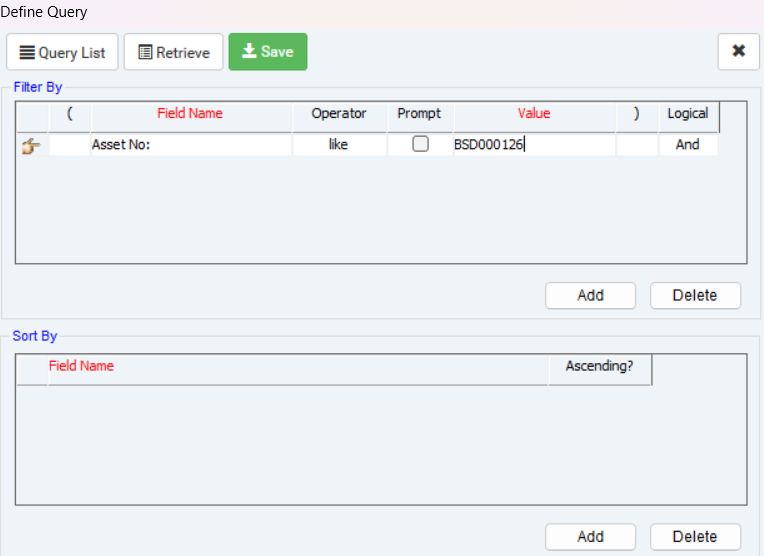 Define Query
Query List Retrieve Save
Filter By
( Field Name Operator Prompt Value ) Logical
Asset No: like BSD000126 And
Add Delete
Sort By
Field Name Ascending?
Add Delete